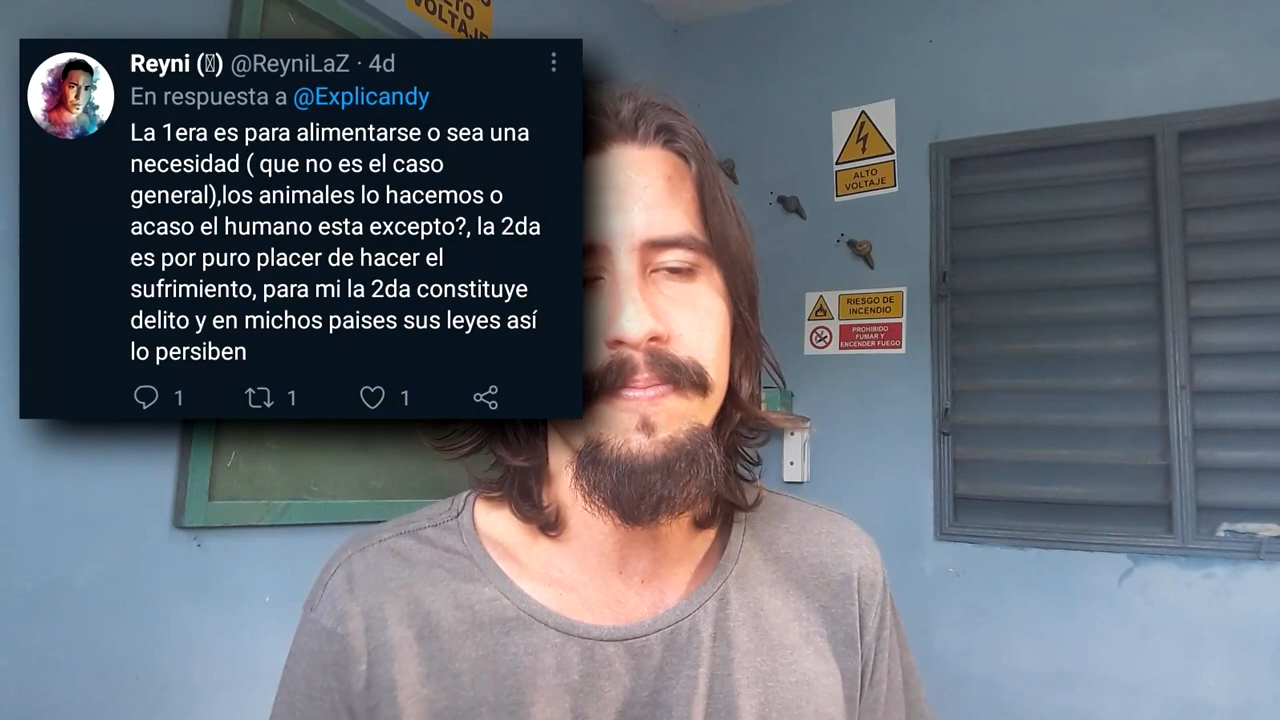 VOLTAJE
Reyni () @ReyniLaZ · 4d
En respuesta a @Explicandy
La 1era es para alimentarse o sea una
necesidad ( que no es el caso
general),los animales lo hacemos o
acaso el humano esta excepto?, la 2da
es por puro placer de hacer el
sufrimiento, para mi la 2da constituye
delito y en michos paises sus leyes así
lo persiben
1 1 1
ALTO
VOLTAJE
RIESGO DE
INCENDIO
PROHIBIDO
FUMAR Y
ENCENDER FUEGO